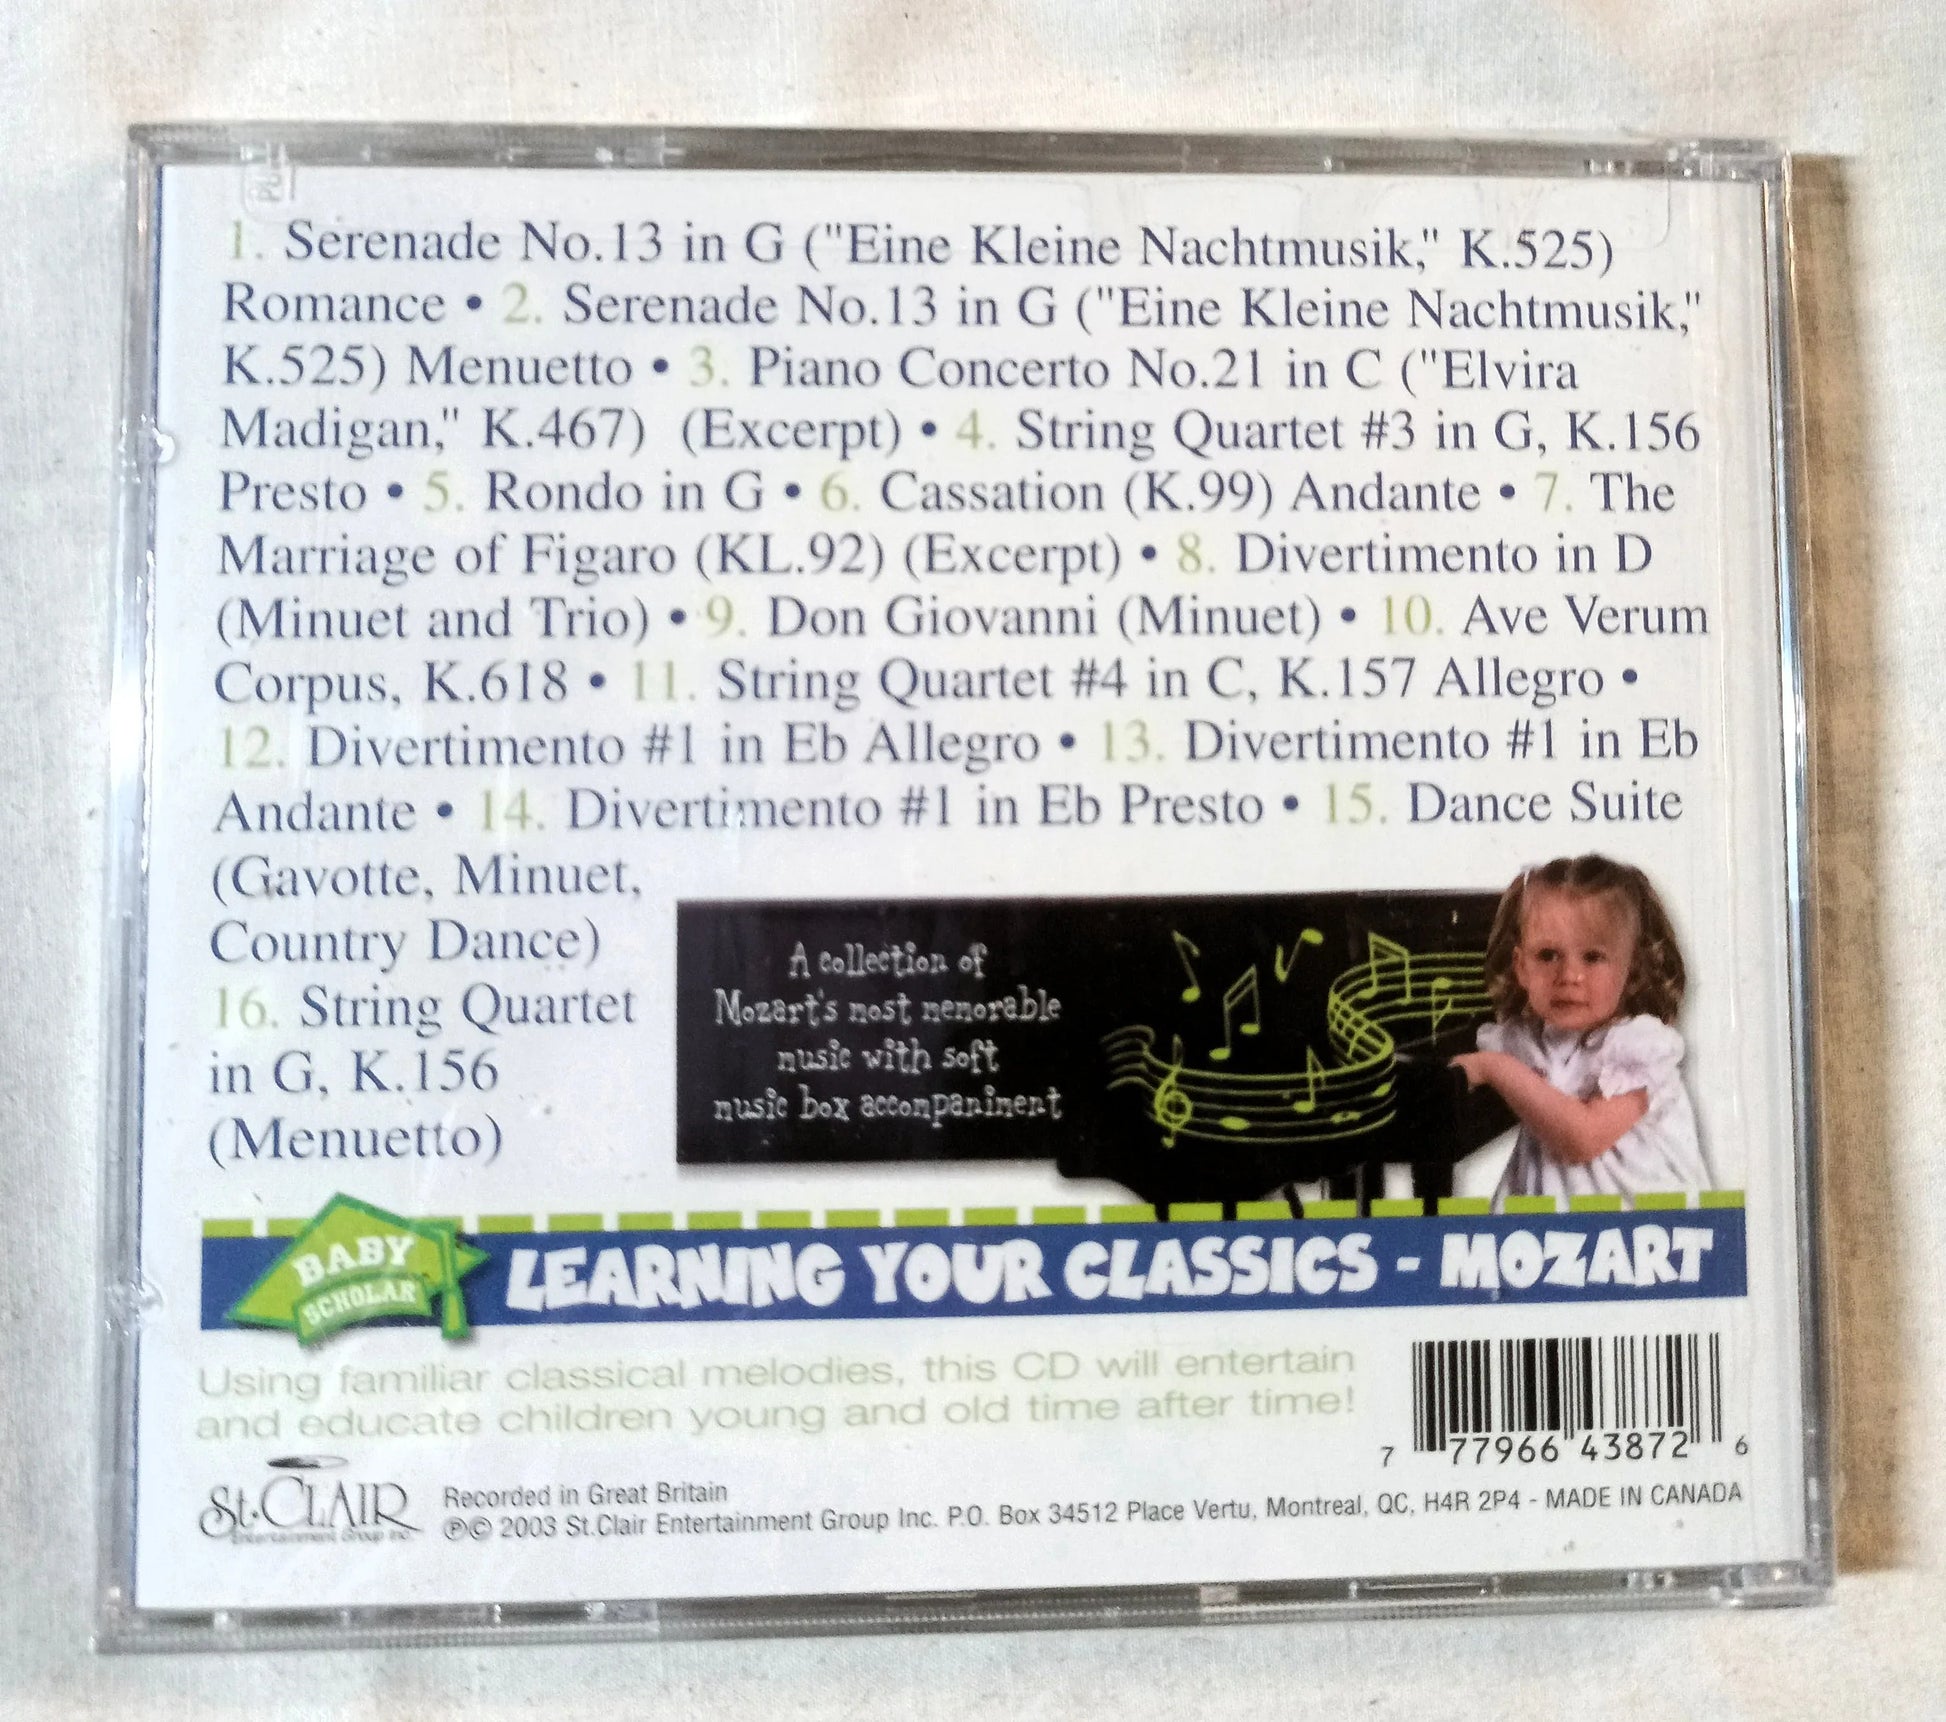 1. Serenade No.13 in G ("Eine Kleine Nachtmusik," K.525)
Romance • 2. Serenade No.13 in G ("Eine Kleine Nachtmusik,"
K.525) Menuetto • 3. Piano Concerto No.21 in C ("Elvira
Madigan," K.467) (Excerpt) • 4. String Quartet #3 in G, K.156
Presto • 5. Rondo in G • 6. Cassation (K.99) Andante • 7. The
Marriage of Figaro (KL.92) (Excerpt) • 8. Divertimento in D
(Minuet and Trio) • 9. Don Giovanni (Minuet) • 10. Ave Verum
Corpus, K.618 • 11. String Quartet #4 in C, K.157 Allegro •
12. Divertimento #1 in Eb Allegro • 13. Divertimento #1 in Eb
Andante • 14. Divertimento #1 in Eb Presto • 15. Dance Suite
(Gavotte, Minuet,
Country Dance)
16. String Quartet
in G, K.156
(Menuetto)
A collection of
Mozart's most memorable
music with soft
music box accompaniment
BABY
SCHOLAR
LEARNING YOUR CLASSICS - MOZART
Using familiar classical melodies, this CD will entertain
and educate children young and old time after time!
7 77966 43872 6
St.CLAIR
Entertainment Group Inc.
Recorded in Great Britain
℗© 2003 St.Clair Entertainment Group Inc. P.O. Box 34512 Place Vertu, Montreal, QC, H4R 2P4 - MADE IN CANADA